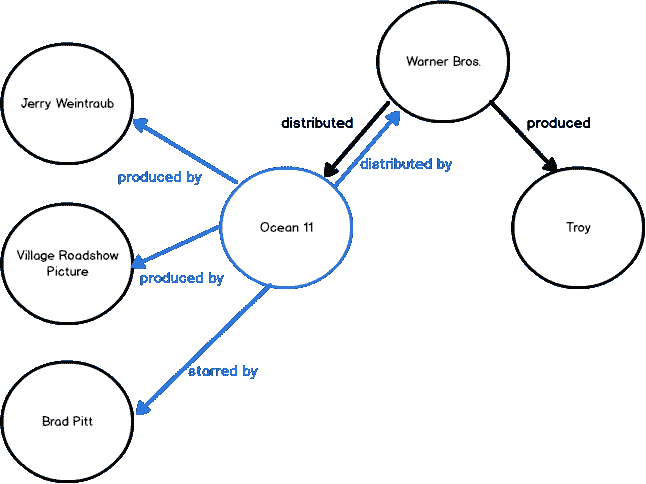 Warner Bros.
Jerry Weintraub
distributed
produced
distributed by
produced by
Ocean 11
Troy
Village Roadshow
Picture
produced by
starred by
Brad Pitt